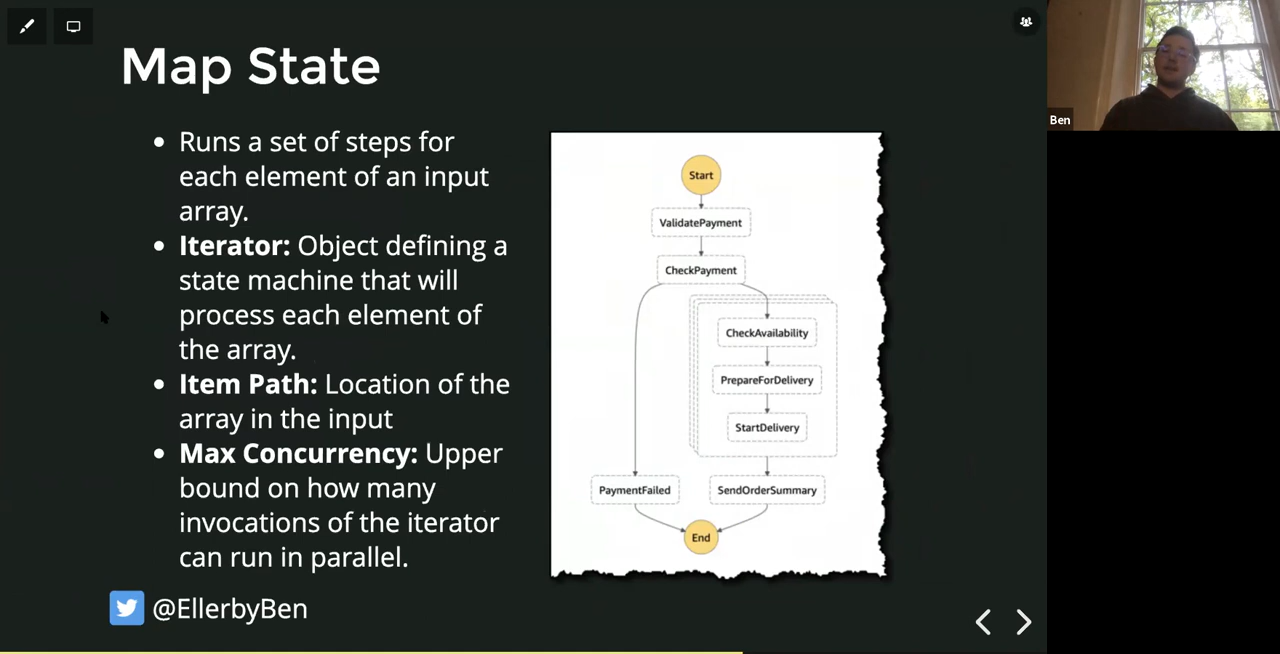 Map State
Runs a set of steps for
each element of an input
array.
Iterator: Object defining a
state machine that will
process each element of
the array.
Item Path: Location of the
array in the input
Max Concurrency: Upper
bound on how many
invocations of the iterator
can run in parallel.
@EllerbyBen
Start
ValidatePayment
CheckPayment
CheckAvailability
PrepareForDelivery
StartDelivery
PaymentFailed
SendOrderSummary
End
Ben